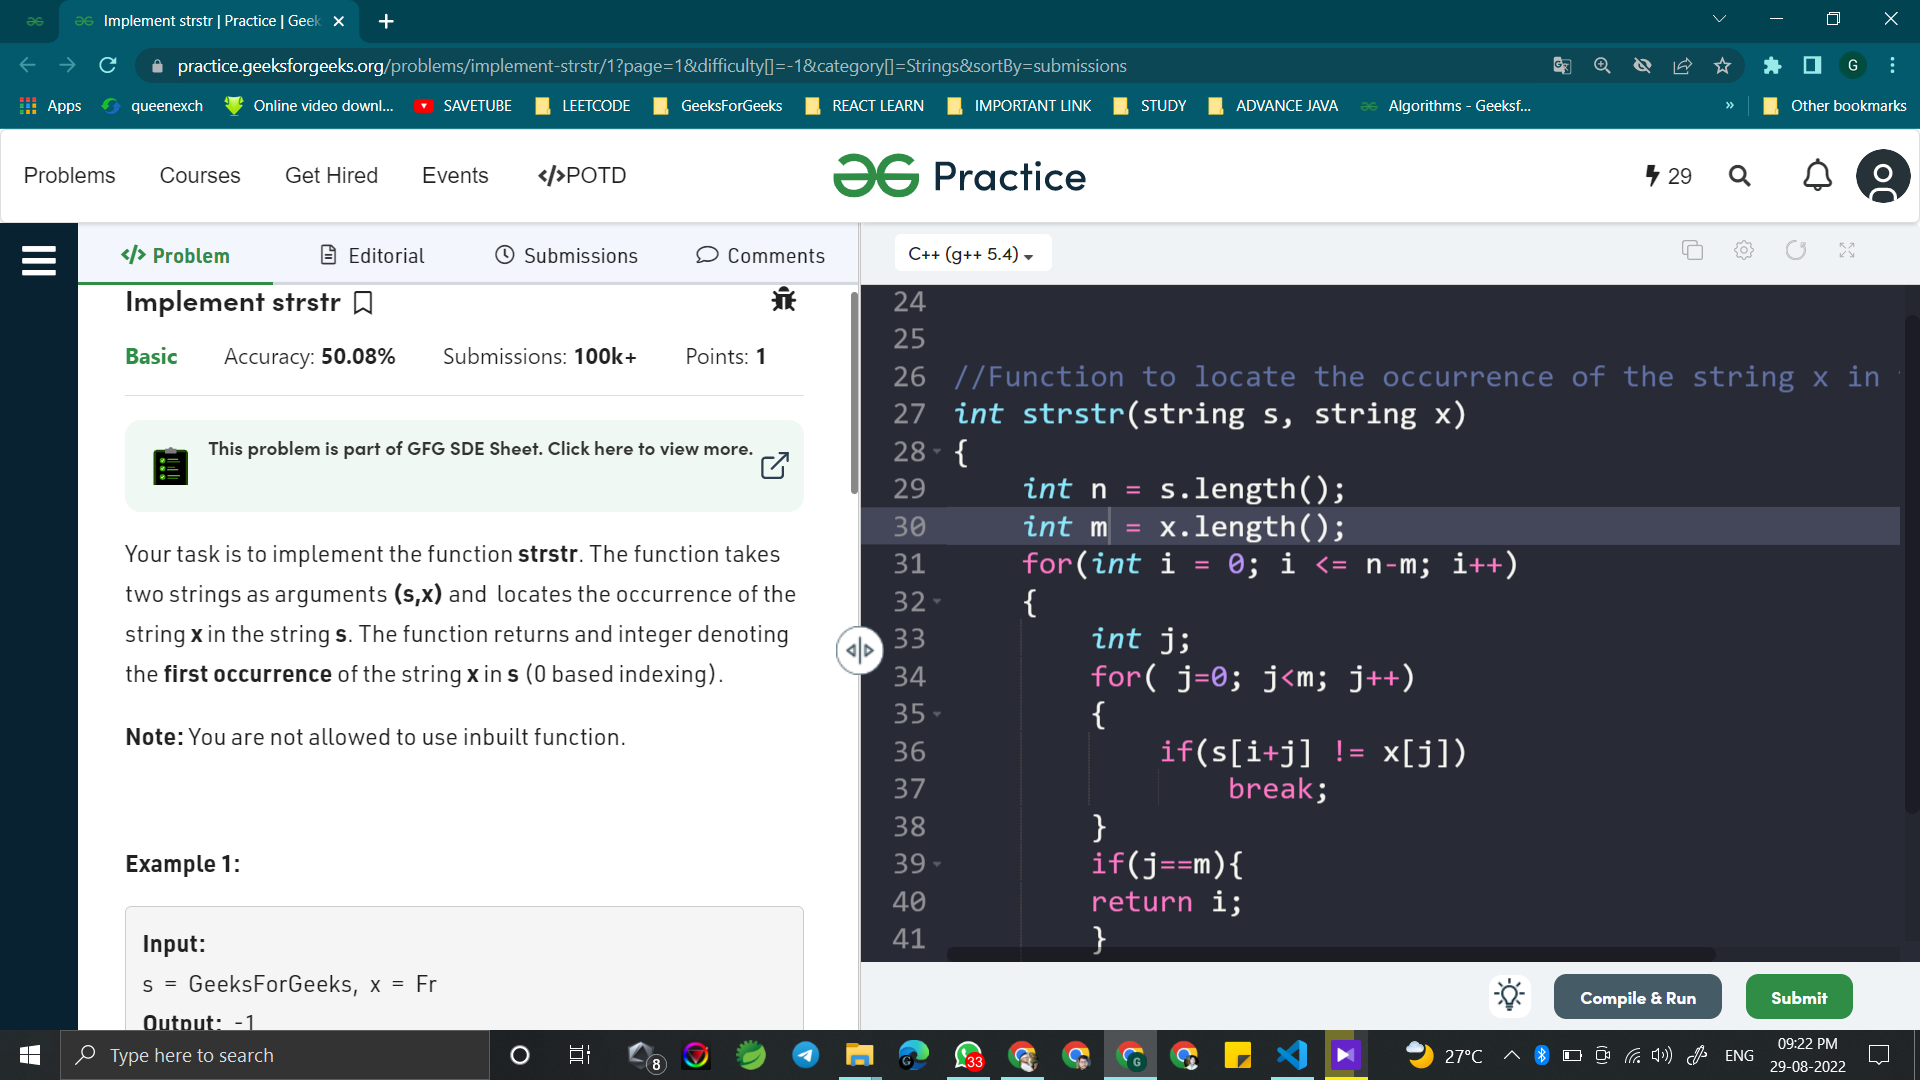 Implement strstr | Practice | Geek
practice.geeksforgeeks.org/problems/implement-strstr/1?page=1&difficulty[]=-1&category[]=Strings&sortBy=submissions
G
Apps queenexch Online video downl... SAVETUBE LEETCODE GeeksForGeeks REACT LEARN IMPORTANT LINK STUDY ADVANCE JAVA Algorithms - Geeksf... » Other bookmarks
Problems Courses Get Hired Events </>POTD Practice 29
</> Problem Editorial Submissions Comments
Implement strstr
Basic Accuracy: 50.08% Submissions: 100k+ Points: 1
This problem is part of GFG SDE Sheet. Click here to view more.
Your task is to implement the function strstr. The function takes
two strings as arguments (s,x) and locates the occurrence of the
string x in the string s. The function returns and integer denoting
the first occurrence of the string x in s (0 based indexing).
Note: You are not allowed to use inbuilt function.
Example 1:
Input:
s = GeeksForGeeks, x = Fr
Output: -1
C++ (g++ 5.4)
24
25
26 //Function to locate the occurrence of the string x in
27 int strstr(string s, string x)
28 {
29 int n = s.length();
30 int m = x.length();
31 for(int i = 0; i <= n-m; i++)
32 {
33 int j;
34 for( j=0; j<m; j++)
35 {
36 if(s[i+j] != x[j])
37 break;
38 }
39 if(j==m){
40 return i;
41 }
Compile & Run Submit
Type here to search
8
33
27°C ENG 09:22 PM
29-08-2022